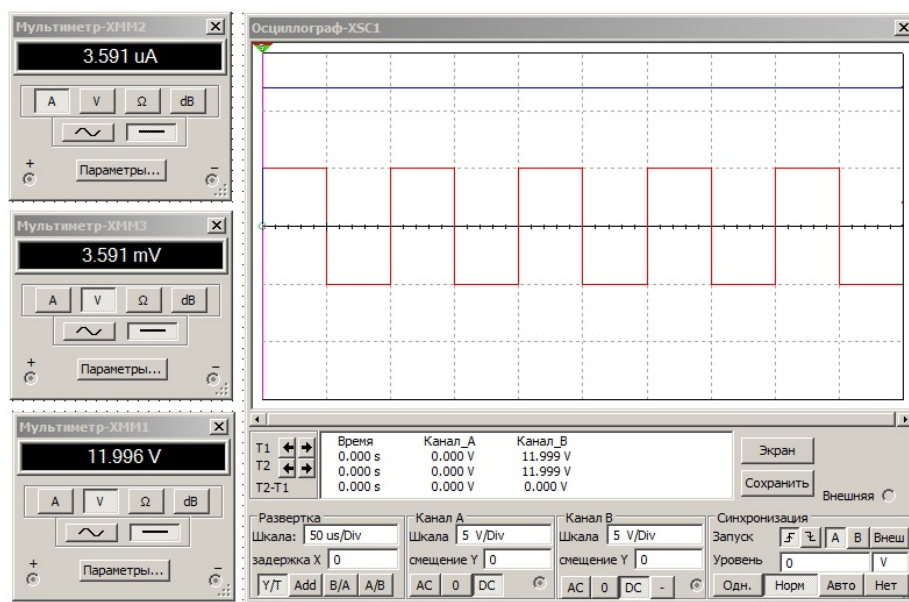 Мультиметр-XMM2
3.591 uA
A V Ω dB
+ −
Параметры...
Мультиметр-XMM3
3.591 mV
A V Ω dB
+ −
Параметры...
Мультиметр-XMM1
11.996 V
A V Ω dB
+ −
Параметры...
Осциллограф-XSC1
Время Канал_A Канал_B
T1 0.000 s 0.000 V 11.999 V
T2 0.000 s 0.000 V 11.999 V
T2-T1 0.000 s 0.000 V 0.000 V
Экран
Сохранить
Внешняя
Развертка
Шкала: 50 us/Div
задержка X 0
Y/T Add B/A A/B
Канал A
Шкала 5 V/Div
смещение Y 0
AC 0 DC
Канал B
Шкала 5 V/Div
смещение Y 0
AC 0 DC -
Синхронизация
Запуск A B Внеш
Уровень 0 V
Одн. Норм Авто Нет